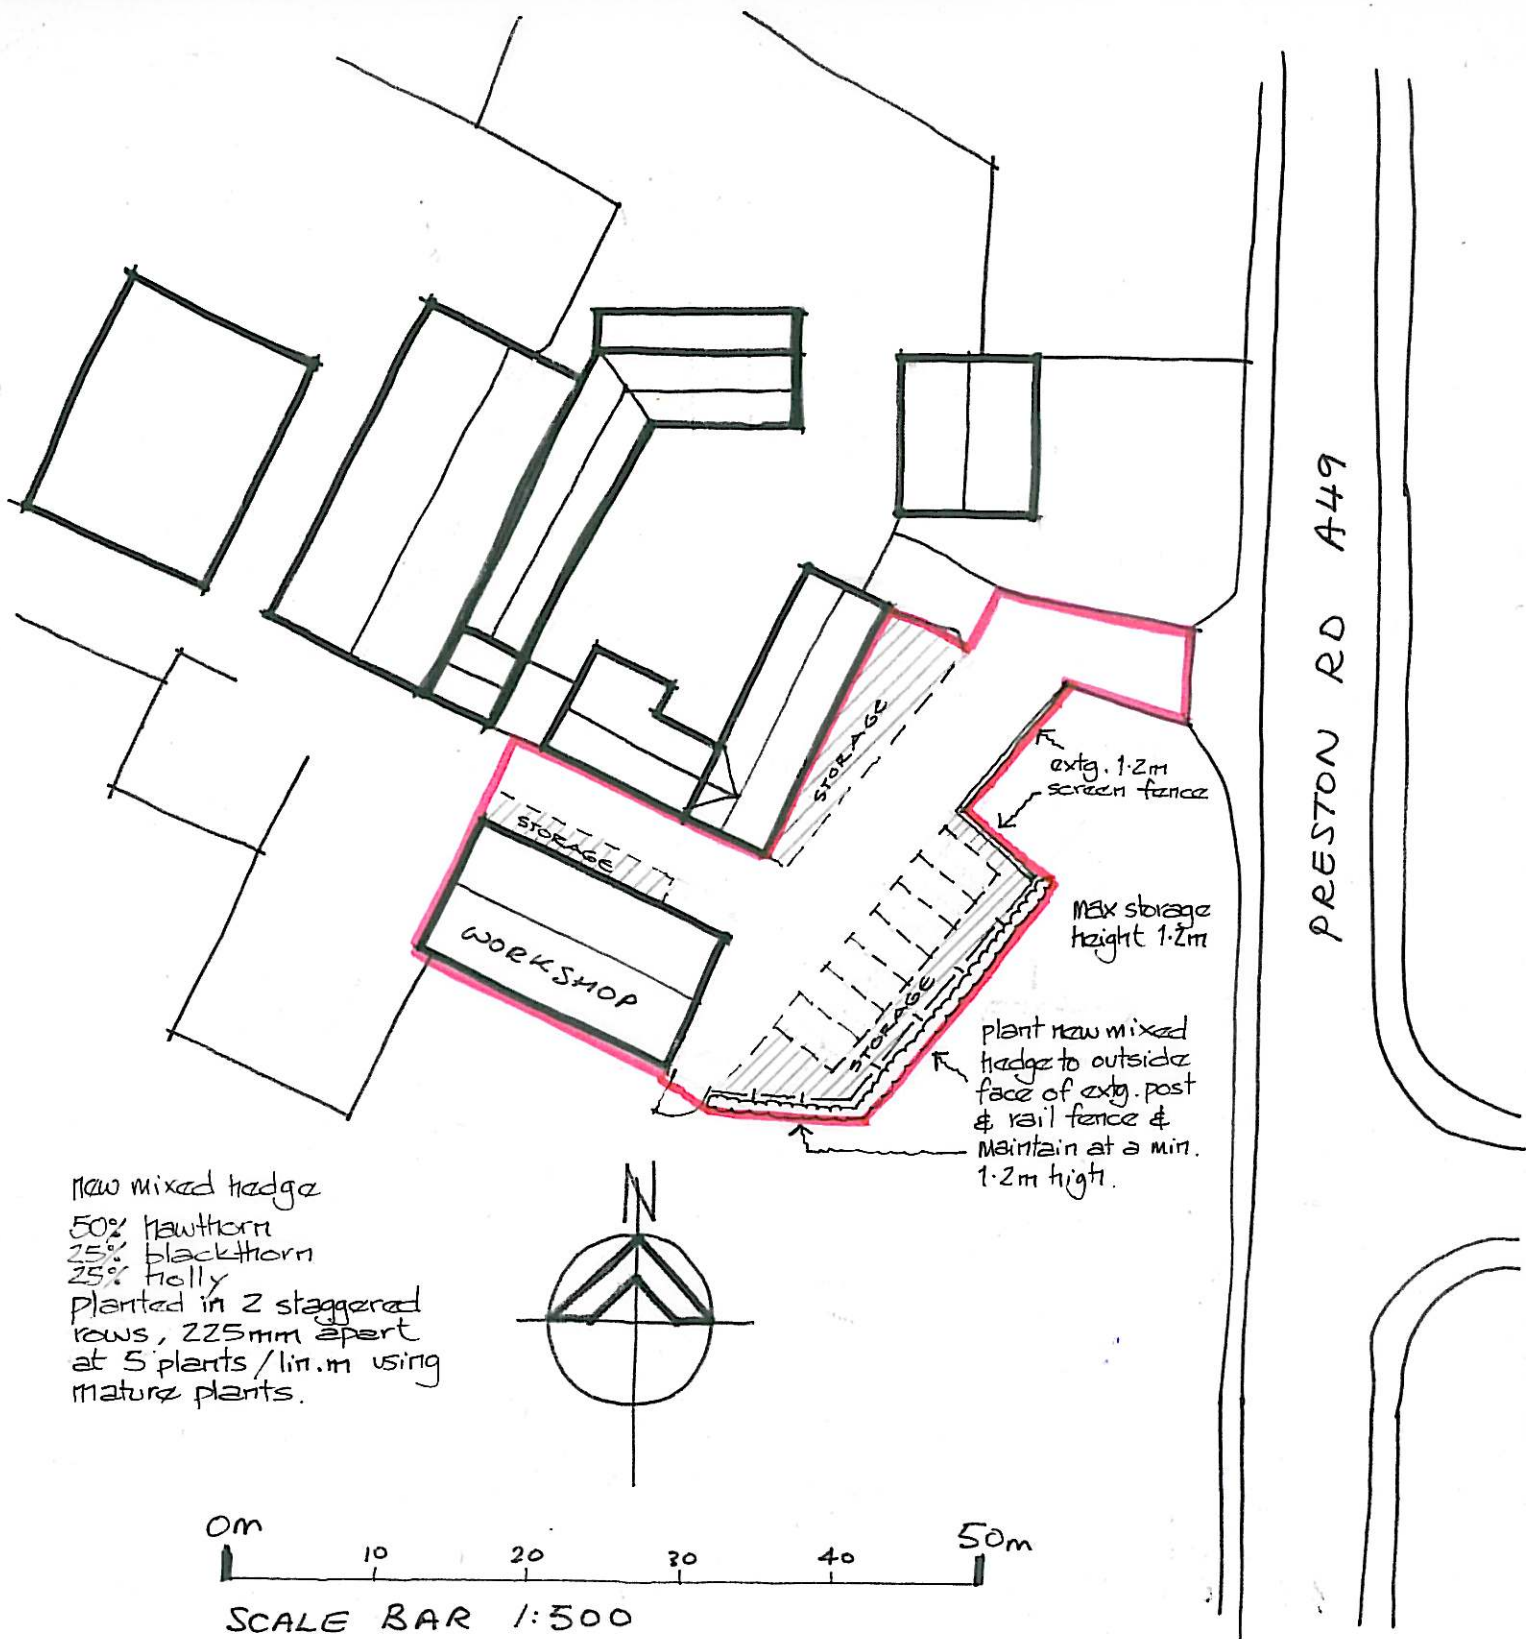 PRESTON RD A49
STORAGE
extg. 1.2m
screen fence
STORAGE
max storage
height 1.2m
WORKSHOP
STORAGE
plant new mixed
hedge to outside
face of extg. post
& rail fence &
maintain at a min.
1.2m high.
new mixed hedge
50% hawthorn
25% blackthorn
25% holly
planted in 2 staggered
rows, 225mm apart
at 5 plants/lin.m using
mature plants.
N
0m 10 20 30 40 50m
SCALE BAR 1:500